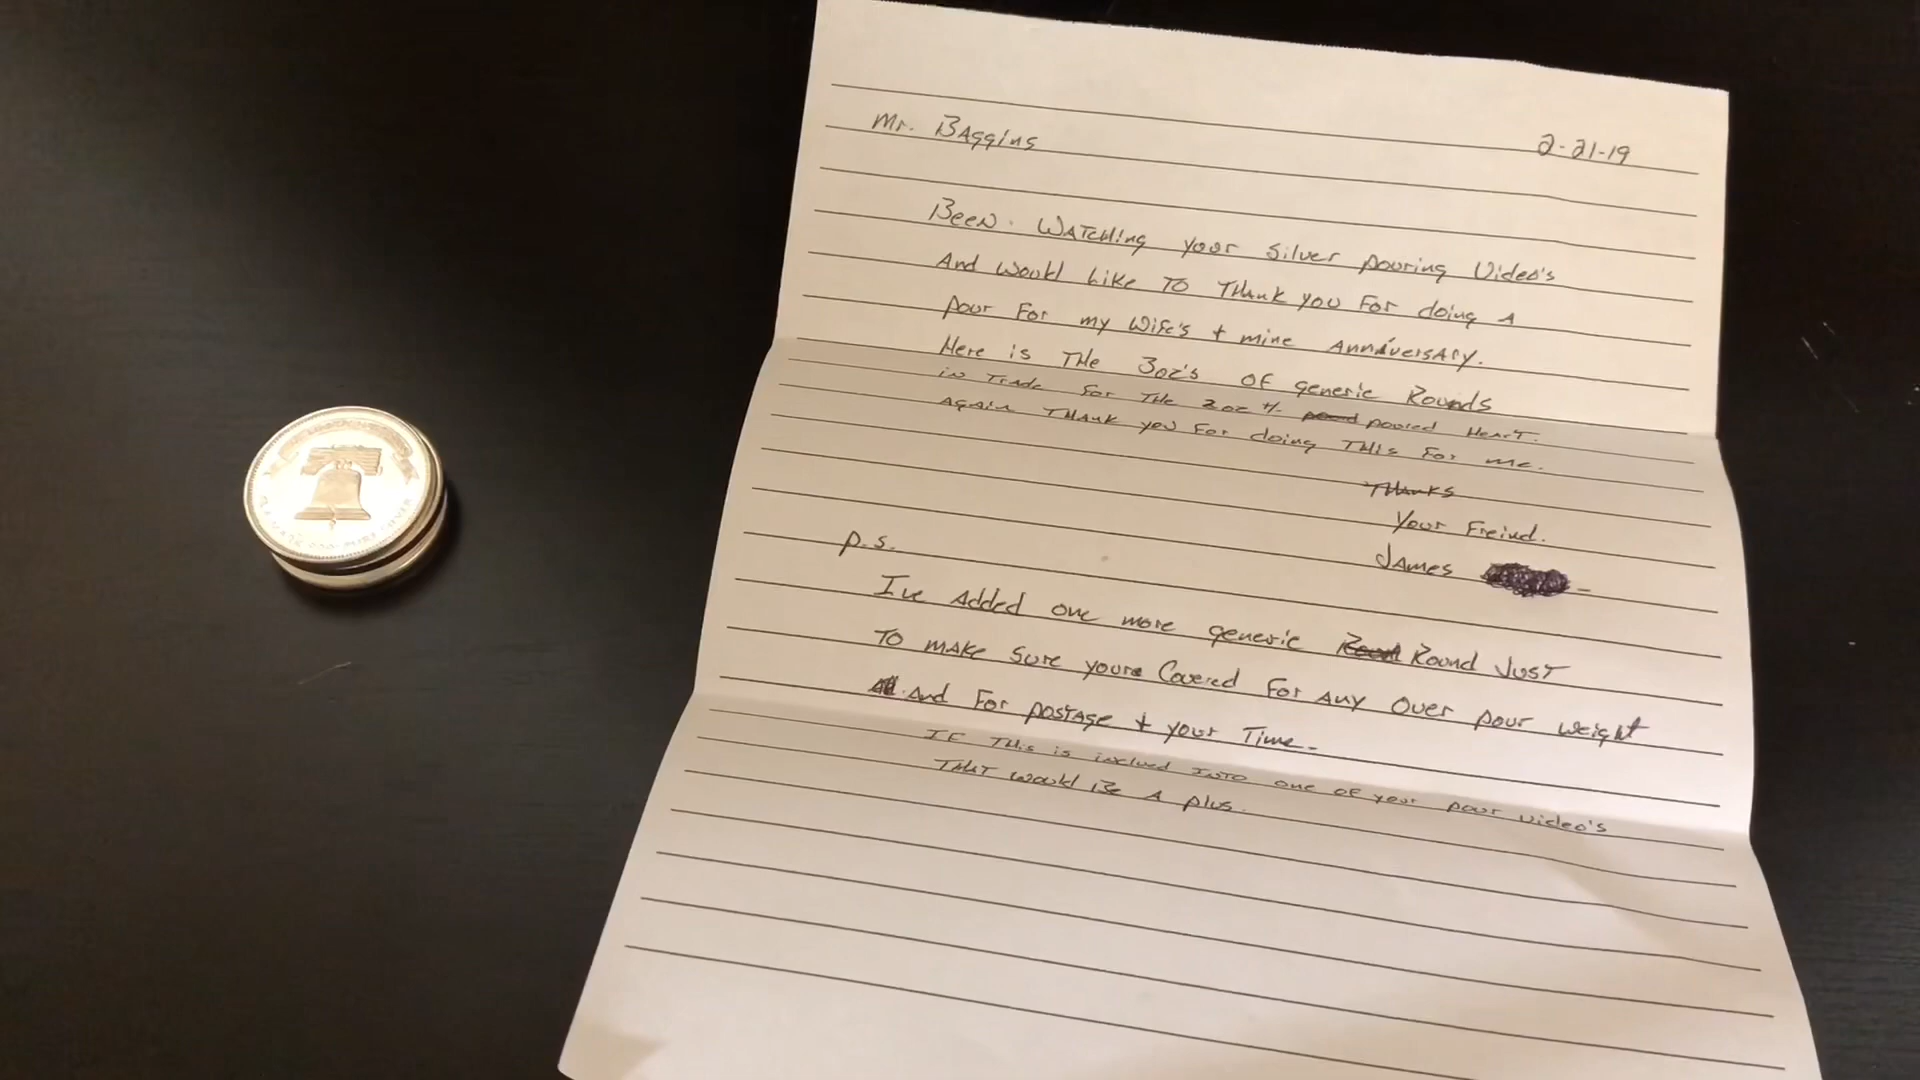 Mr. Baggins
2-21-19
Been. Watching your silver pouring Video's
And would like To Thank you For doing A
pour For my Wife's + mine Anniversary.
Here is The 3oz's of generic Rounds
in Trade For The 2oz +/- poured Heart.
Again Thank you For doing This For me.
Thanks
Your Freind.
James
p.s.
I've Added one more generic Round Just
To make sure youre Covered For Any Over pour weight
And For postage + your Time-
IF This is inclued INTO one of your pour video's
That would Be A plus.